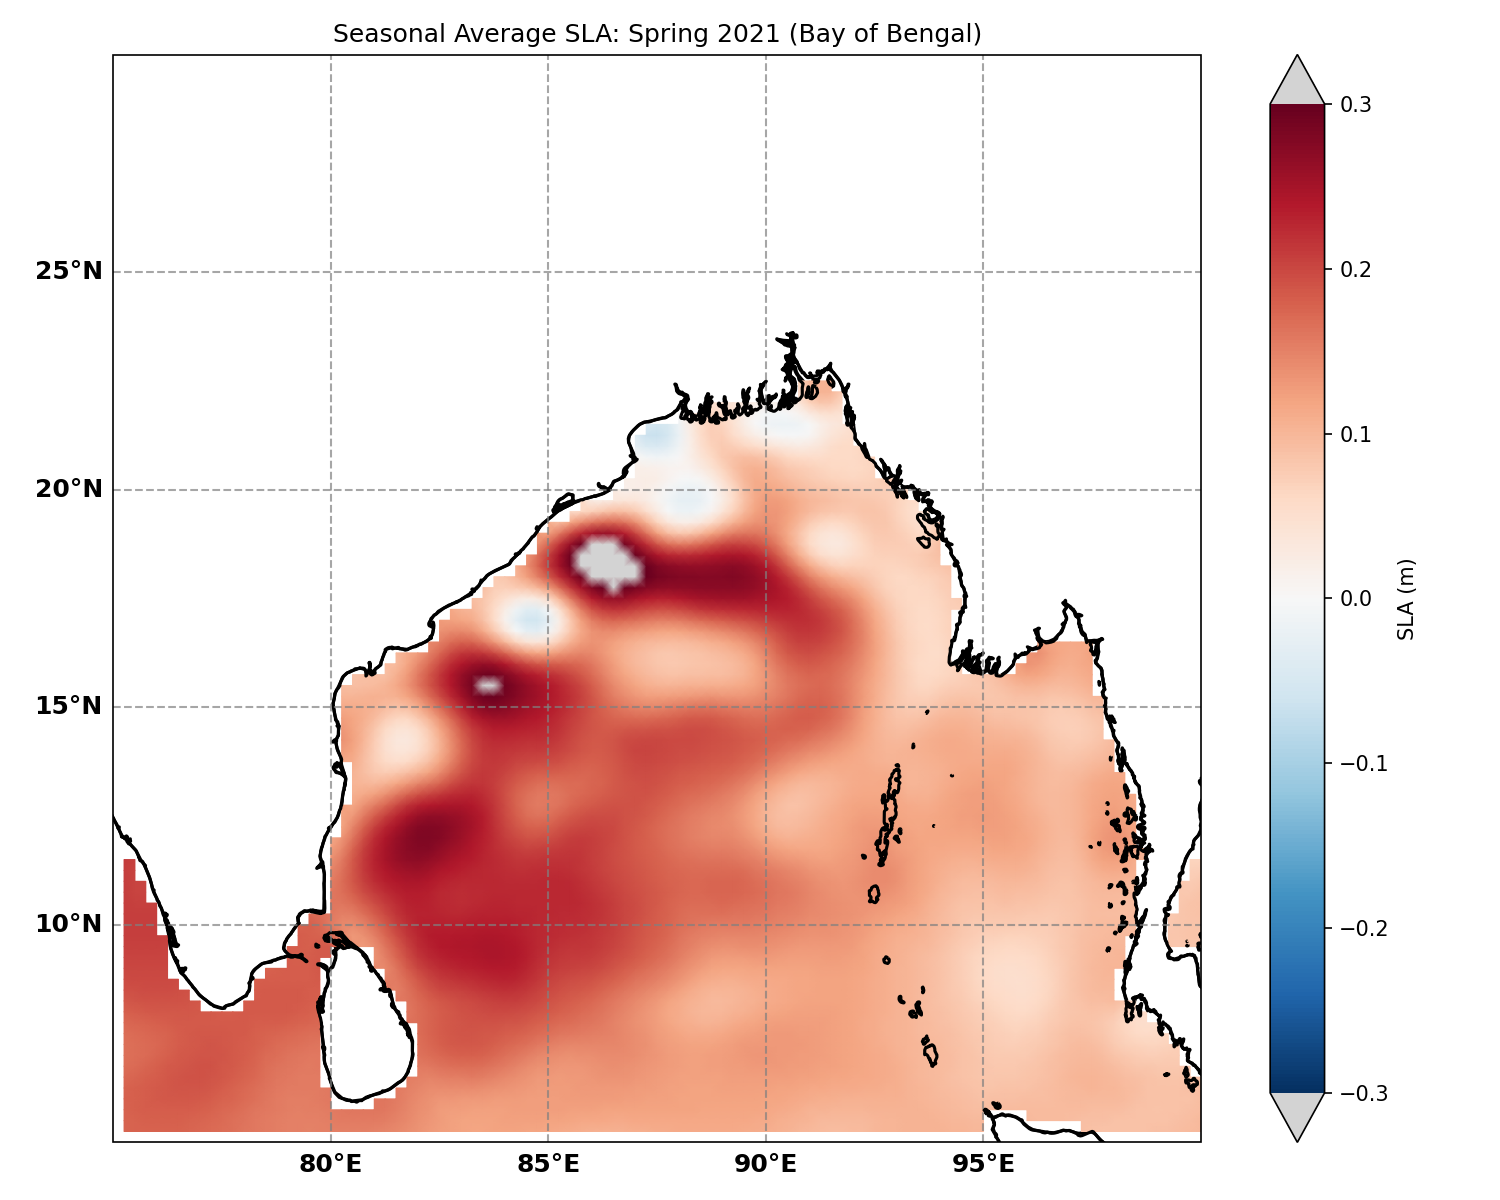 Seasonal Average SLA: Spring 2021 (Bay of Bengal)
25°N
20°N
15°N
10°N
80°E
85°E
90°E
95°E
0.3
0.2
0.1
0.0
−0.1
−0.2
−0.3
SLA (m)